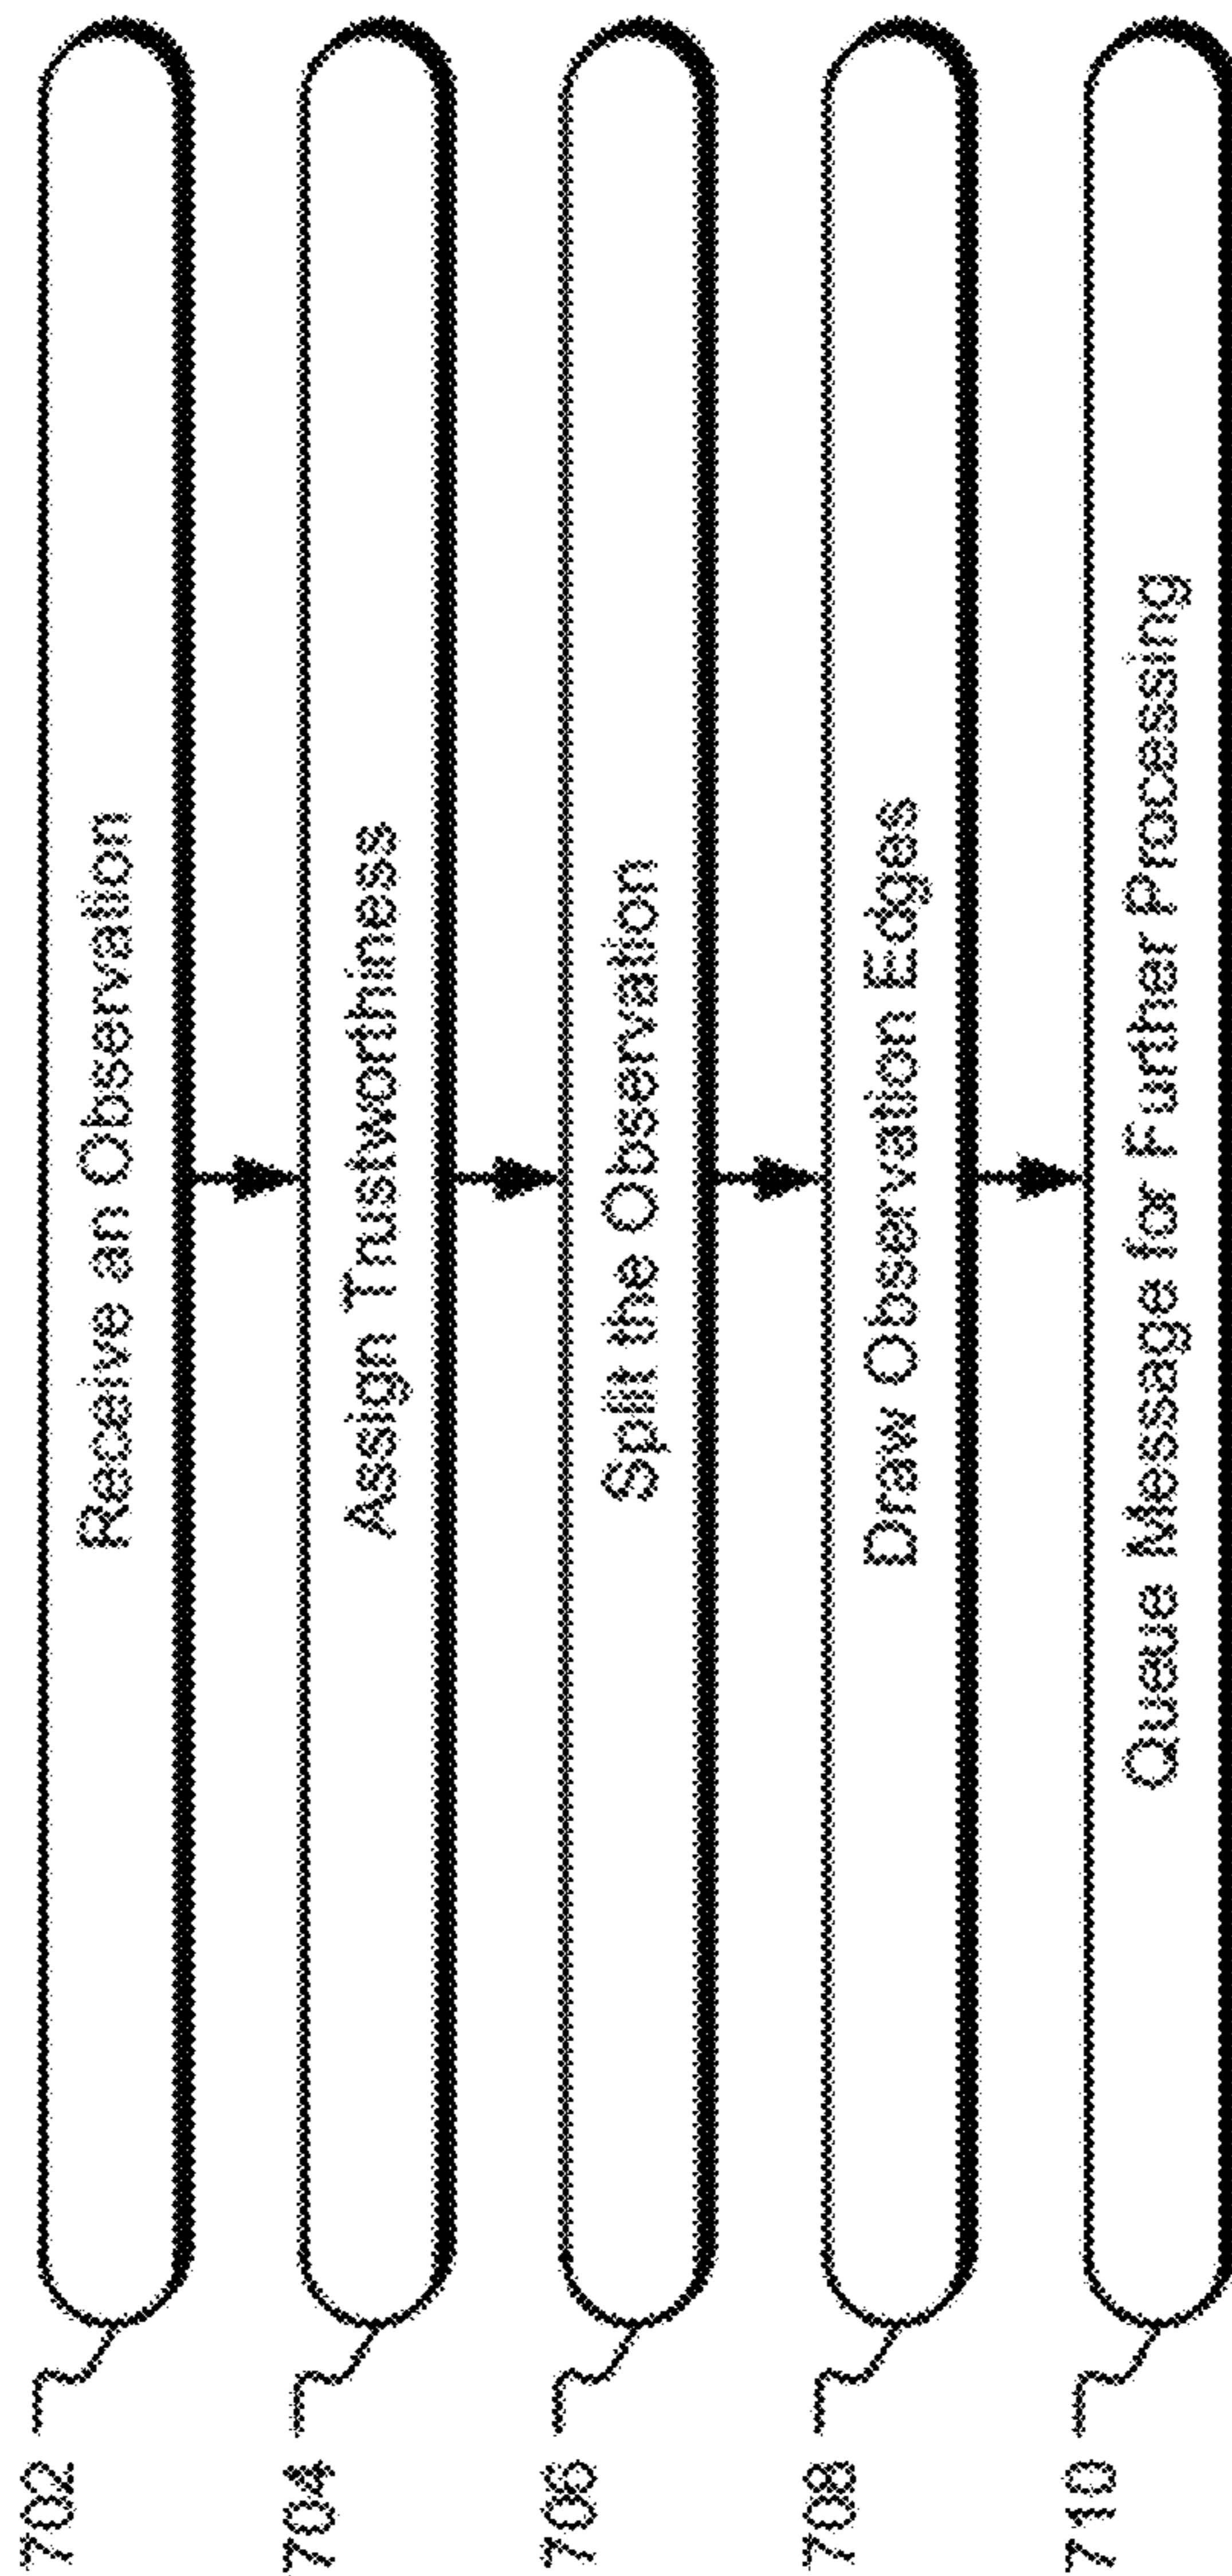 702
Receive an Observation
704
Assign Trustworthiness
706
Split the Observation
708
Draw Observation Edges
710
Queue Message for Further Processing